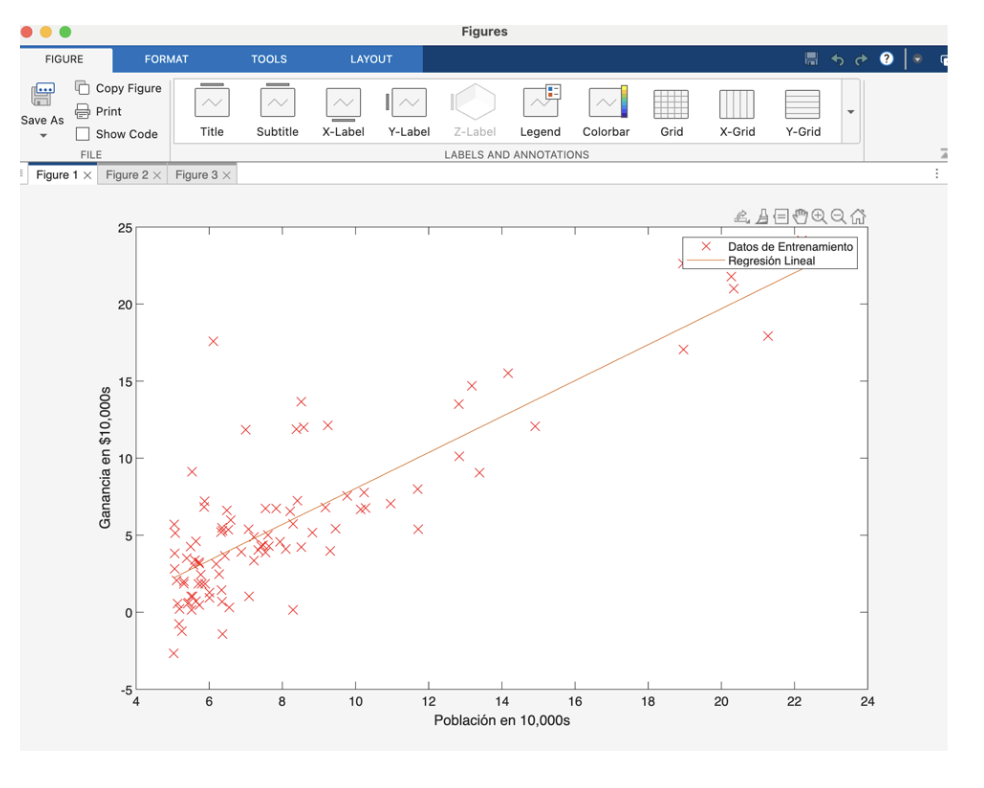 Figures
FIGURE FORMAT TOOLS LAYOUT
Save As
Copy Figure
Print
Show Code
FILE
Title Subtitle X-Label Y-Label Z-Label Legend Colorbar Grid X-Grid Y-Grid
LABELS AND ANNOTATIONS
Figure 1 Figure 2 Figure 3
Datos de Entrenamiento
Regresión Lineal
25
20
15
10
5
0
-5
Ganancia en $10,000s
4 6 8 10 12 14 16 18 20 22 24
Población en 10,000s